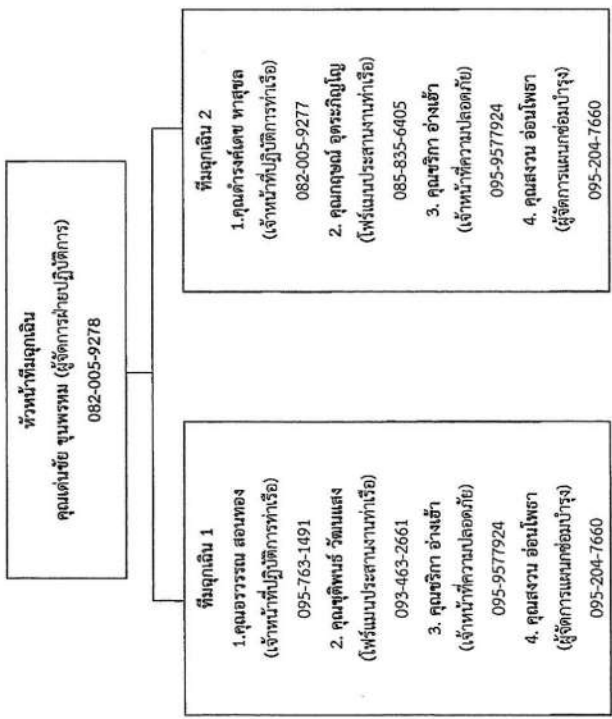 หัวหน้าทีมฉุกเฉิน
คุณเด่นชัย ขุนพรหม (ผู้จัดการฝ่ายปฏิบัติการ)
082-005-9278
ทีมฉุกเฉิน 1
1.คุณอรวรรณ สอนทอง
(เจ้าหน้าที่ปฏิบัติการท่าเรือ)
095-763-1491
2. คุณชุติพนธ์ วัฒนแสง
(โฟร์แมนประสานงานท่าเรือ)
093-463-2661
3. คุณชริกา อ่างเฮ้า
(เจ้าหน้าที่ความปลอดภัย)
095-9577924
4. คุณสงวน อ่อนโพธา
(ผู้จัดการแผนกซ่อมบำรุง)
095-204-7660
ทีมฉุกเฉิน 2
1.คุณดำรงค์เดช หาสุชล
(เจ้าหน้าที่ปฏิบัติการท่าเรือ)
082-005-9277
2. คุณกฤษณ์ อุตระภิญโญ
(โฟร์แมนประสานงานท่าเรือ)
085-835-6405
3. คุณชริกา อ่างเฮ้า
(เจ้าหน้าที่ความปลอดภัย)
095-9577924
4. คุณสงวน อ่อนโพธา
(ผู้จัดการแผนกซ่อมบำรุง)
095-204-7660